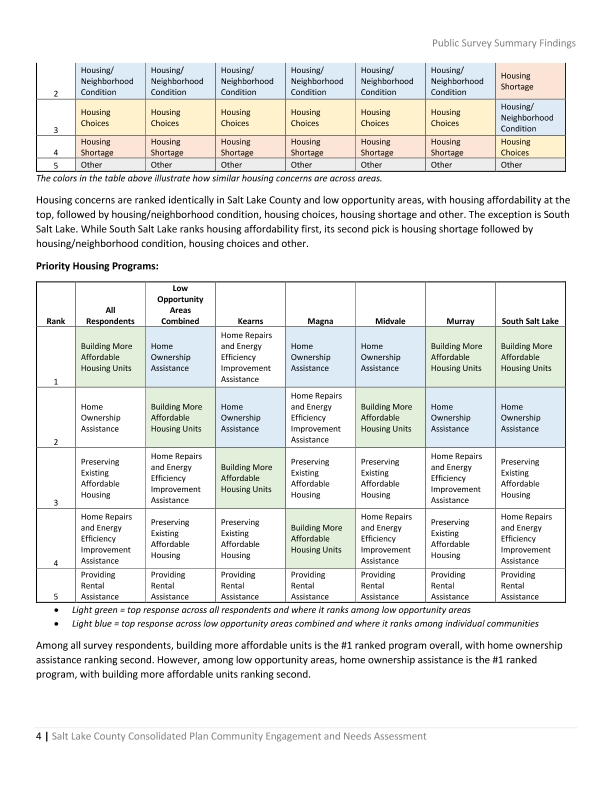 Public Survey Summary Findings
2
Housing/
Neighborhood
Condition
Housing/
Neighborhood
Condition
Housing/
Neighborhood
Condition
Housing/
Neighborhood
Condition
Housing/
Neighborhood
Condition
Housing/
Neighborhood
Condition
Housing
Shortage
3
Housing
Choices
Housing
Choices
Housing
Choices
Housing
Choices
Housing
Choices
Housing
Choices
Housing/
Neighborhood
Condition
4
Housing
Shortage
Housing
Shortage
Housing
Shortage
Housing
Shortage
Housing
Shortage
Housing
Shortage
Housing
Choices
5
Other
Other
Other
Other
Other
Other
Other
The colors in the table above illustrate how similar housing concerns are across areas.
Housing concerns are ranked identically in Salt Lake County and low opportunity areas, with housing affordability at the
top, followed by housing/neighborhood condition, housing choices, housing shortage and other. The exception is South
Salt Lake. While South Salt Lake ranks housing affordability first, its second pick is housing shortage followed by
housing/neighborhood condition, housing choices and other.
Priority Housing Programs:
Rank
All
Respondents
Low
Opportunity
Areas
Combined
Kearns
Magna
Midvale
Murray
South Salt Lake
1
Building More
Affordable
Housing Units
Home
Ownership
Assistance
Home Repairs
and Energy
Efficiency
Improvement
Assistance
Home
Ownership
Assistance
Home
Ownership
Assistance
Building More
Affordable
Housing Units
Building More
Affordable
Housing Units
2
Home
Ownership
Assistance
Building More
Affordable
Housing Units
Home
Ownership
Assistance
Home Repairs
and Energy
Efficiency
Improvement
Assistance
Building More
Affordable
Housing Units
Home
Ownership
Assistance
Home
Ownership
Assistance
3
Preserving
Existing
Affordable
Housing
Home Repairs
and Energy
Efficiency
Improvement
Assistance
Building More
Affordable
Housing Units
Preserving
Existing
Affordable
Housing
Preserving
Existing
Affordable
Housing
Home Repairs
and Energy
Efficiency
Improvement
Assistance
Preserving
Existing
Affordable
Housing
4
Home Repairs
and Energy
Efficiency
Improvement
Assistance
Preserving
Existing
Affordable
Housing
Preserving
Existing
Affordable
Housing
Building More
Affordable
Housing Units
Home Repairs
and Energy
Efficiency
Improvement
Assistance
Preserving
Existing
Affordable
Housing
Home Repairs
and Energy
Efficiency
Improvement
Assistance
5
Providing
Rental
Assistance
Providing
Rental
Assistance
Providing
Rental
Assistance
Providing
Rental
Assistance
Providing
Rental
Assistance
Providing
Rental
Assistance
Providing
Rental
Assistance
• Light green = top response across all respondents and where it ranks among low opportunity areas
• Light blue = top response across low opportunity areas combined and where it ranks among individual communities
Among all survey respondents, building more affordable units is the #1 ranked program overall, with home ownership
assistance ranking second. However, among low opportunity areas, home ownership assistance is the #1 ranked
program, with building more affordable units ranking second.
4 | Salt Lake County Consolidated Plan Community Engagement and Needs Assessment